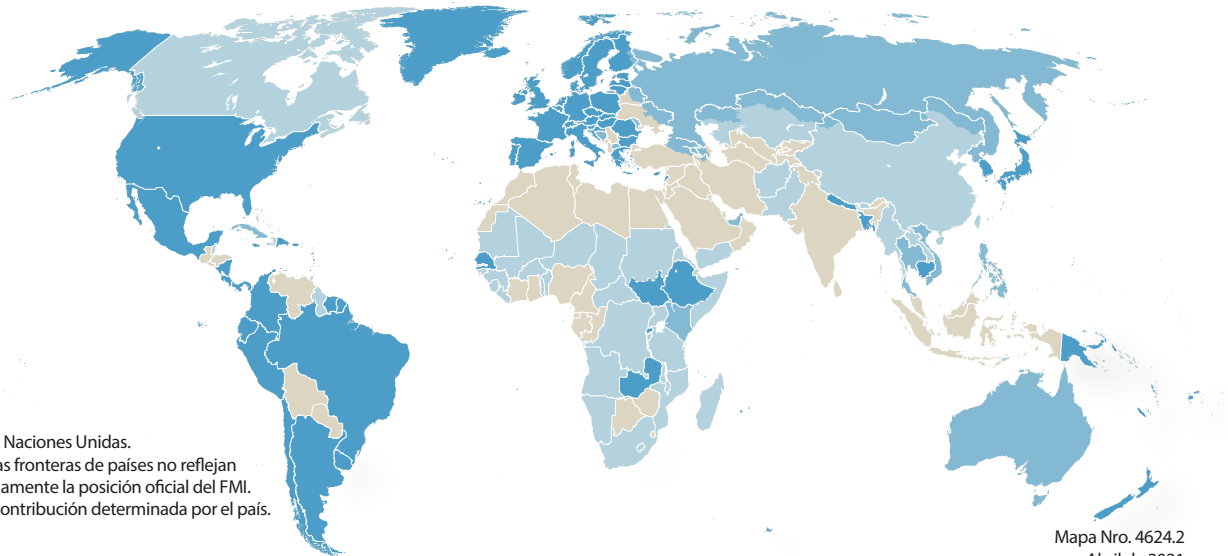 Naciones Unidas.
as fronteras de países no reflejan
amente la posición oficial del FMI.
contribución determinada por el país.
Mapa Nro. 4624.2